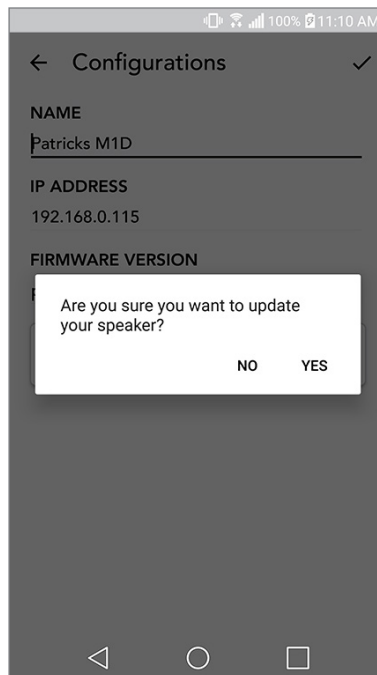 100% 11:10 AM
Configurations
NAME
Patricks M1D
IP ADDRESS
192.168.0.115
FIRMWARE VERSION
Are you sure you want to update
your speaker?
NO YES